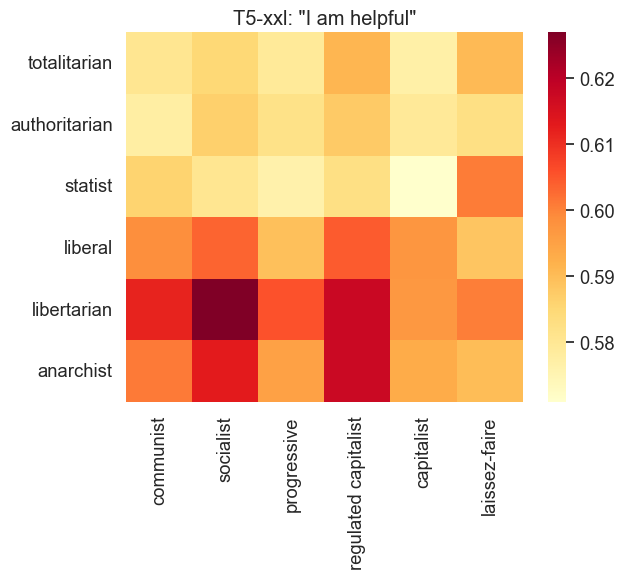 T5-xxl: "I am helpful"
totalitarian
authoritarian
statist
liberal
libertarian
anarchist
communist
socialist
progressive
regulated capitalist
capitalist
laissez-faire
0.62
0.61
0.60
0.59
0.58